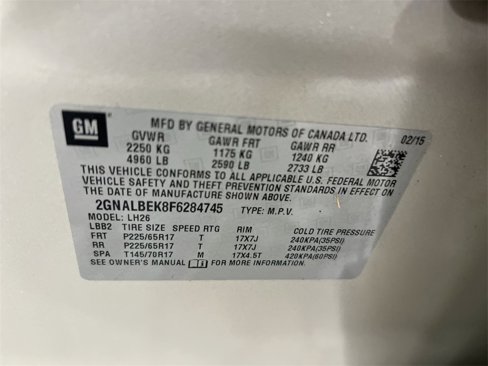 GM
MFD BY GENERAL MOTORS OF CANADA LTD.
GVWR GAWR FRT GAWR RR 02/15
2250 KG 1175 KG 1240 KG
4960 LB 2590 LB 2733 LB
THIS VEHICLE CONFORMS TO ALL APPLICABLE U.S. FEDERAL MOTOR
VEHICLE SAFETY AND THEFT PREVENTION STANDARDS IN EFFECT ON
THE DATE OF MANUFACTURE SHOWN ABOVE.
2GNALBEK8F6284745 TYPE: M.P.V.
MODEL: LH26
LBB2 TIRE SIZE SPEED RTG RIM COLD TIRE PRESSURE
FRT P225/65R17 T 17X7J 240KPA(35PSI)
RR P225/65R17 T 17X7J 240KPA(35PSI)
SPA T145/70R17 M 17X4.5T 420KPA(60PSI)
SEE OWNER'S MANUAL FOR MORE INFORMATION.